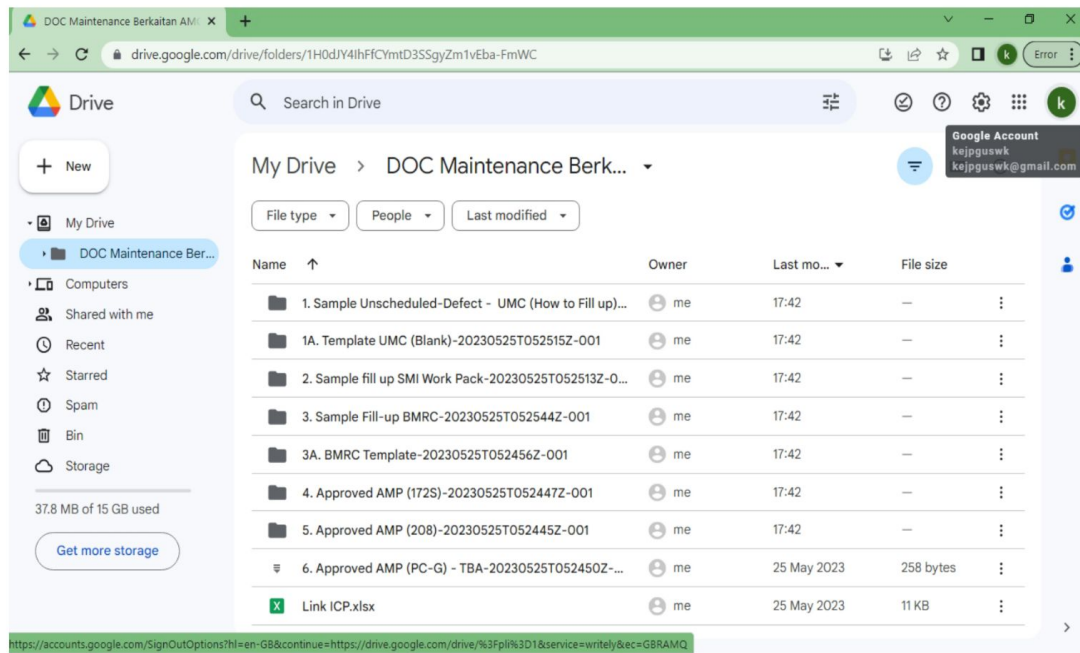 DOC Maintenance Berkaitan AM
drive.google.com/drive/folders/1H0dJY4IhFfCYmtD3SSgyZm1vEba-FmWC
k
Error
Drive
Search in Drive
k
Google Account
kejpguswk
kejpguswk@gmail.com
New
My Drive > DOC Maintenance Berk...
File type
People
Last modified
My Drive
DOC Maintenance Ber...
Computers
Shared with me
Recent
Starred
Spam
Bin
Storage
37.8 MB of 15 GB used
Get more storage
Name Owner Last mo... File size
1. Sample Unscheduled-Defect - UMC (How to Fill up)... me 17:42 —
1A. Template UMC (Blank)-20230525T052515Z-001 me 17:42 —
2. Sample fill up SMI Work Pack-20230525T052513Z-0... me 17:42 —
3. Sample Fill-up BMRC-20230525T052544Z-001 me 17:42 —
3A. BMRC Template-20230525T052456Z-001 me 17:42 —
4. Approved AMP (172S)-20230525T052447Z-001 me 17:42 —
5. Approved AMP (208)-20230525T052445Z-001 me 17:42 —
6. Approved AMP (PC-G) - TBA-20230525T052450Z-... me 25 May 2023 258 bytes
X Link ICP.xlsx me 25 May 2023 11 KB
https://accounts.google.com/SignOutOptions?hl=en-GB&continue=https://drive.google.com/drive/%3Fpli%3D1&service=writely&ec=GBRAMQ